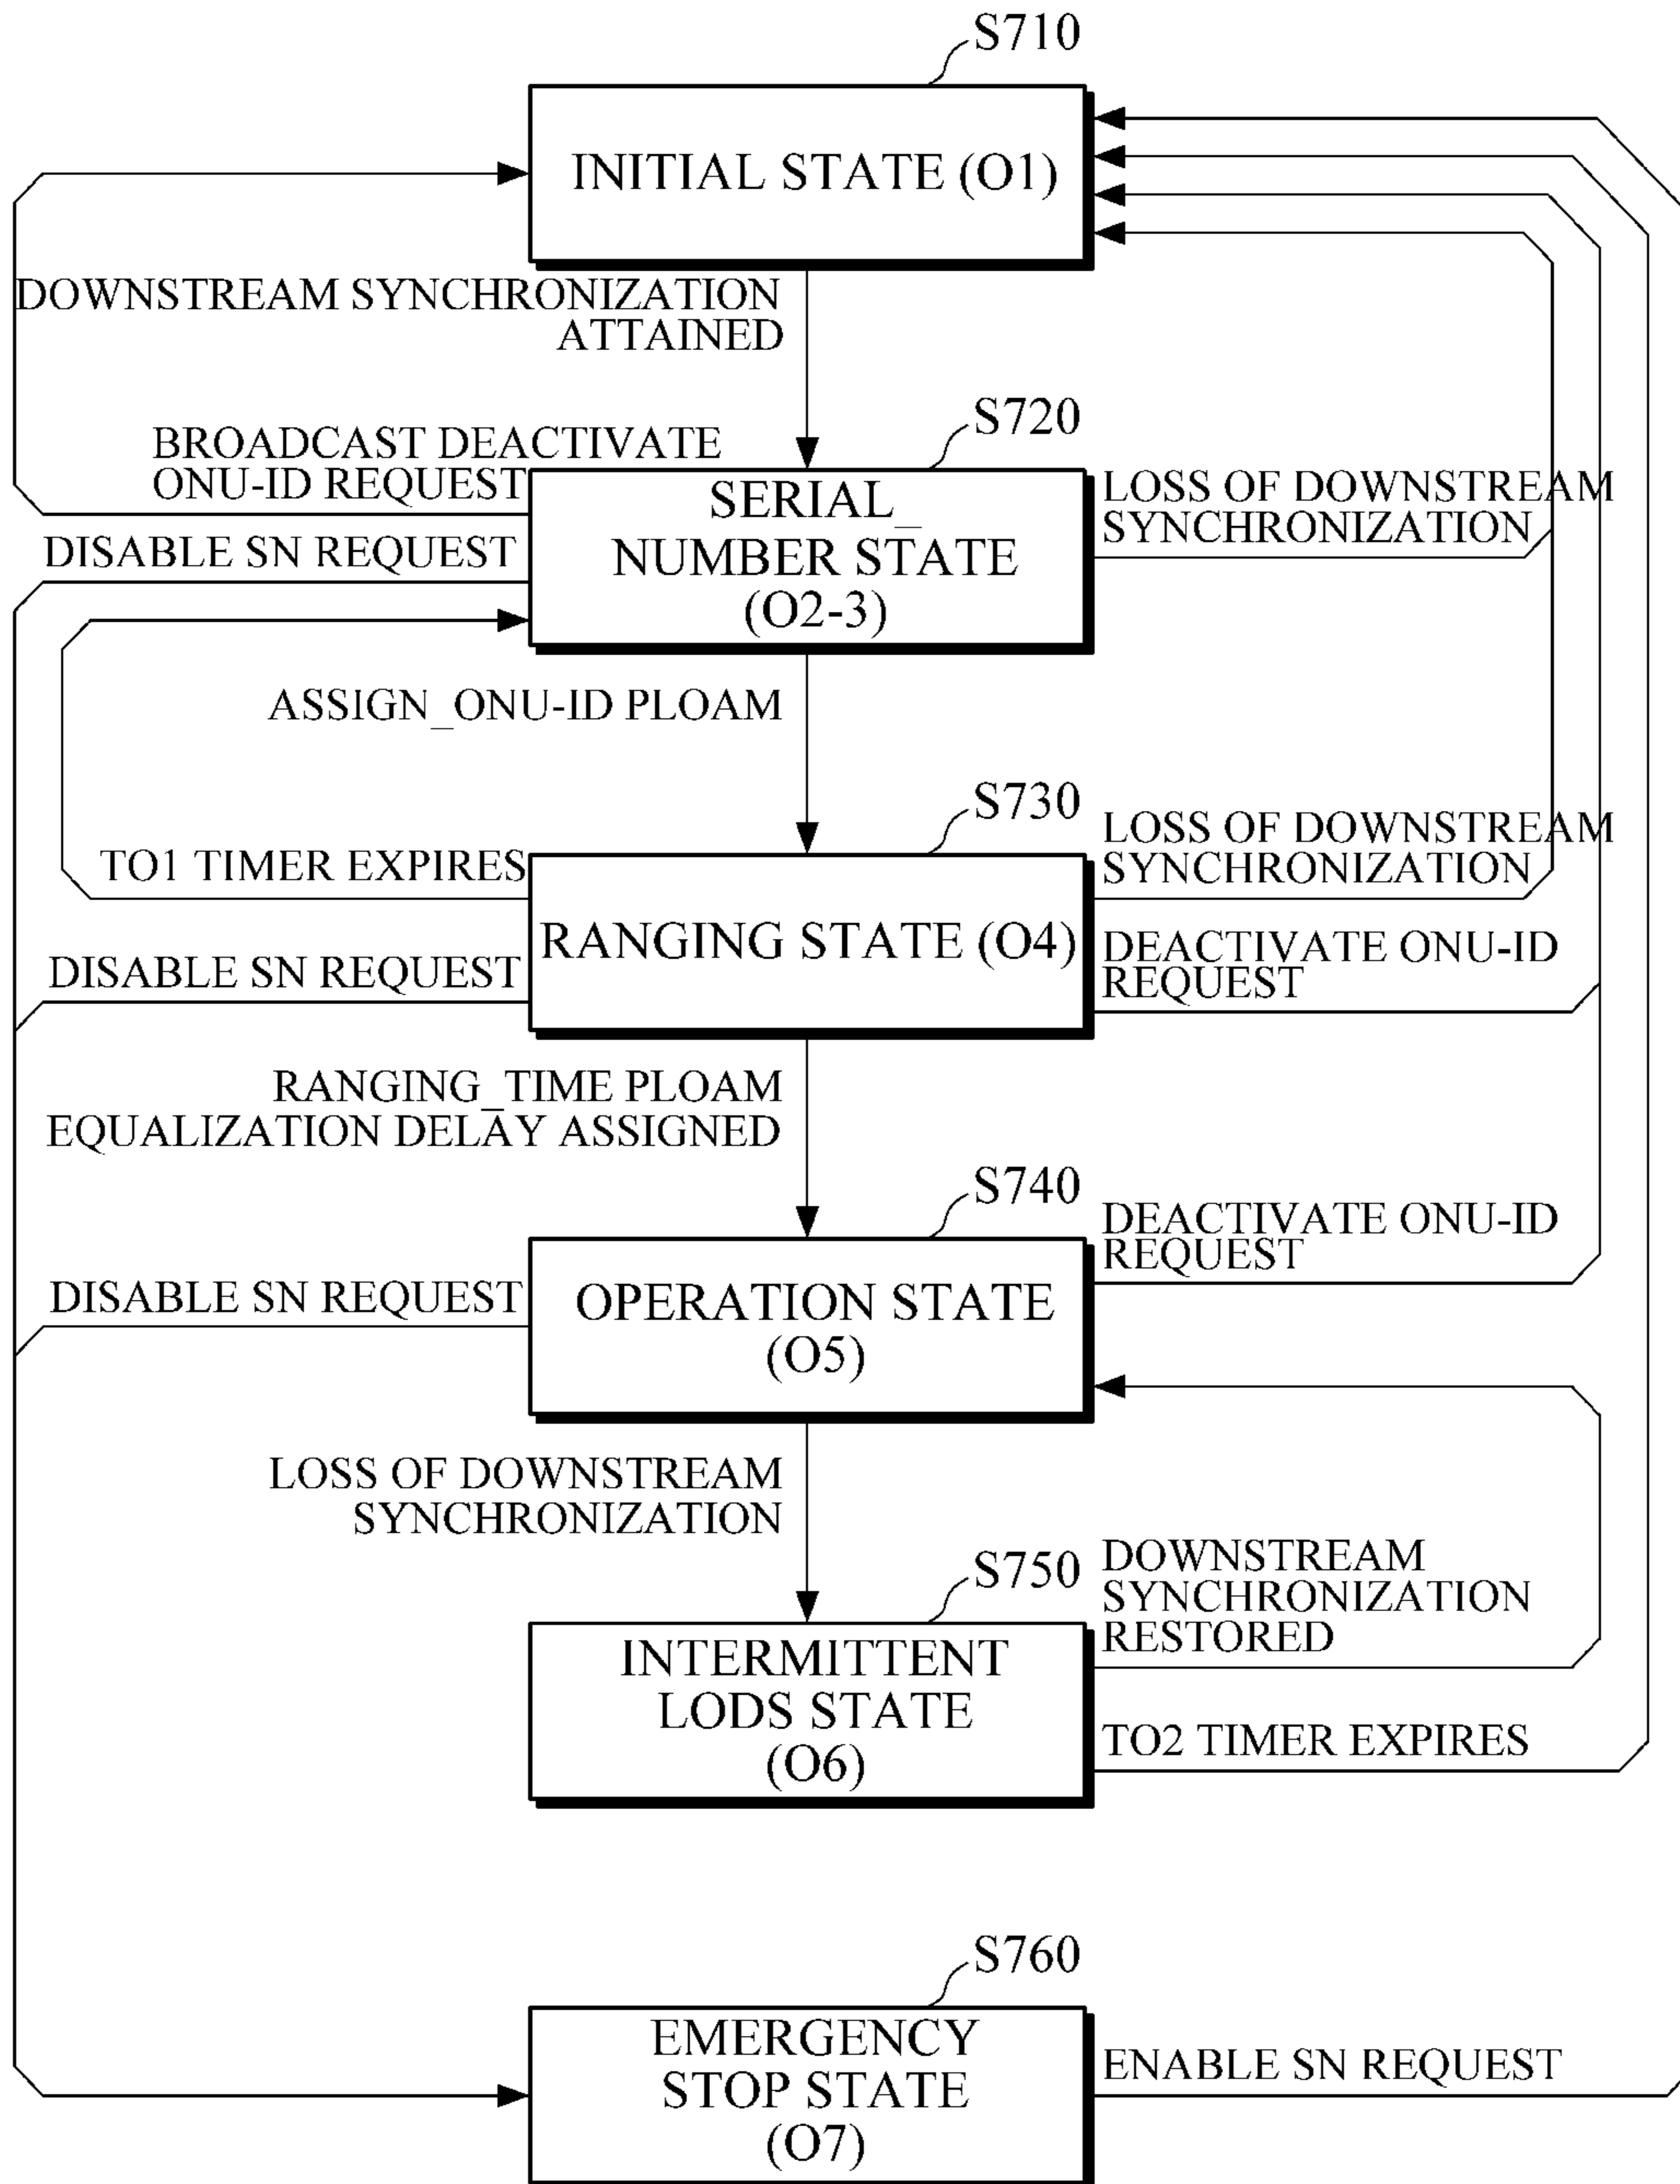 S710
INITIAL STATE (O1)
DOWNSTREAM SYNCHRONIZATION
ATTAINED
S720
BROADCAST DEACTIVATE
ONU-ID REQUEST
SERIAL_
NUMBER STATE
(O2-3)
LOSS OF DOWNSTREAM
SYNCHRONIZATION
DISABLE SN REQUEST
ASSIGN_ONU-ID PLOAM
S730
TO1 TIMER EXPIRES
LOSS OF DOWNSTREAM
SYNCHRONIZATION
RANGING STATE (O4)
DISABLE SN REQUEST
DEACTIVATE ONU-ID
REQUEST
RANGING_TIME PLOAM
EQUALIZATION DELAY ASSIGNED
S740
DEACTIVATE ONU-ID
REQUEST
DISABLE SN REQUEST
OPERATION STATE
(O5)
LOSS OF DOWNSTREAM
SYNCHRONIZATION
S750
DOWNSTREAM
SYNCHRONIZATION
RESTORED
INTERMITTENT
LODS STATE
(O6)
TO2 TIMER EXPIRES
S760
EMERGENCY
STOP STATE
(O7)
ENABLE SN REQUEST